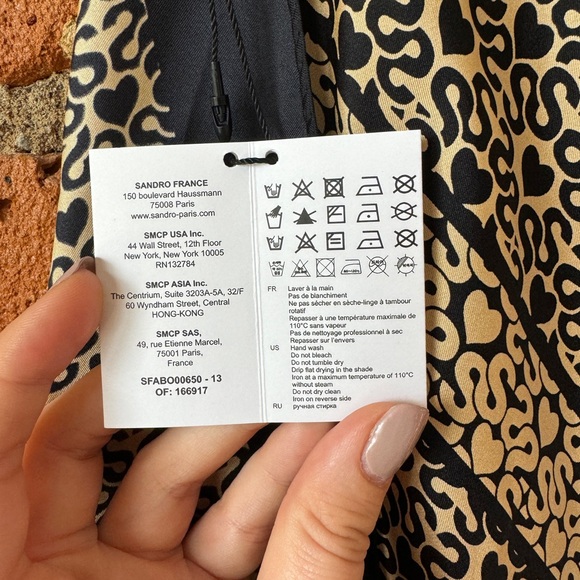 SANDRO FRANCE
150 boulevard Haussmann
75008 Paris
www.sandro-paris.com
SMCP USA Inc.
44 Wall Street, 12th Floor
New York, New York 10005
RN132784
SMCP ASIA Inc.
The Centrium, Suite 3203A-5A, 32/F
60 Wyndham Street, Central
HONG-KONG
SMCP SAS,
49, rue Etienne Marcel,
75001 Paris,
France
SFABO00650 - 13
OF: 166917
FR Laver à la main
Pas de blanchiment
Ne pas sécher en sèche-linge à tambour
rotatif
Repasser à une température maximale de
110°C sans vapeur
Pas de nettoyage professionnel à sec
Repasser sur l'envers
US Hand wash
Do not bleach
Do not tumble dry
Drip flat drying in the shade
Iron at a maximum temperature of 110°C
without steam
Do not dry clean
Iron on reverse side
RU ручная стирка